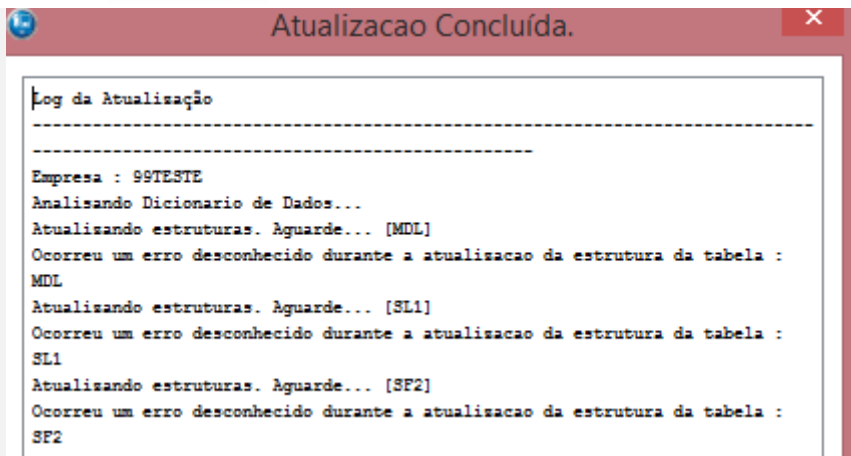 Atualizacao Concluída.
Log da Atualização
------------------------------------------------------------------------------
--------------------------------------------------
Empresa : 99TESTE
Analisando Dicionario de Dados...
Atualizando estruturas. Aguarde... [MDL]
Ocorreu um erro desconhecido durante a atualizacao da estrutura da tabela :
MDL
Atualizando estruturas. Aguarde... [SL1]
Ocorreu um erro desconhecido durante a atualizacao da estrutura da tabela :
SL1
Atualizando estruturas. Aguarde... [SF2]
Ocorreu um erro desconhecido durante a atualizacao da estrutura da tabela :
SF2